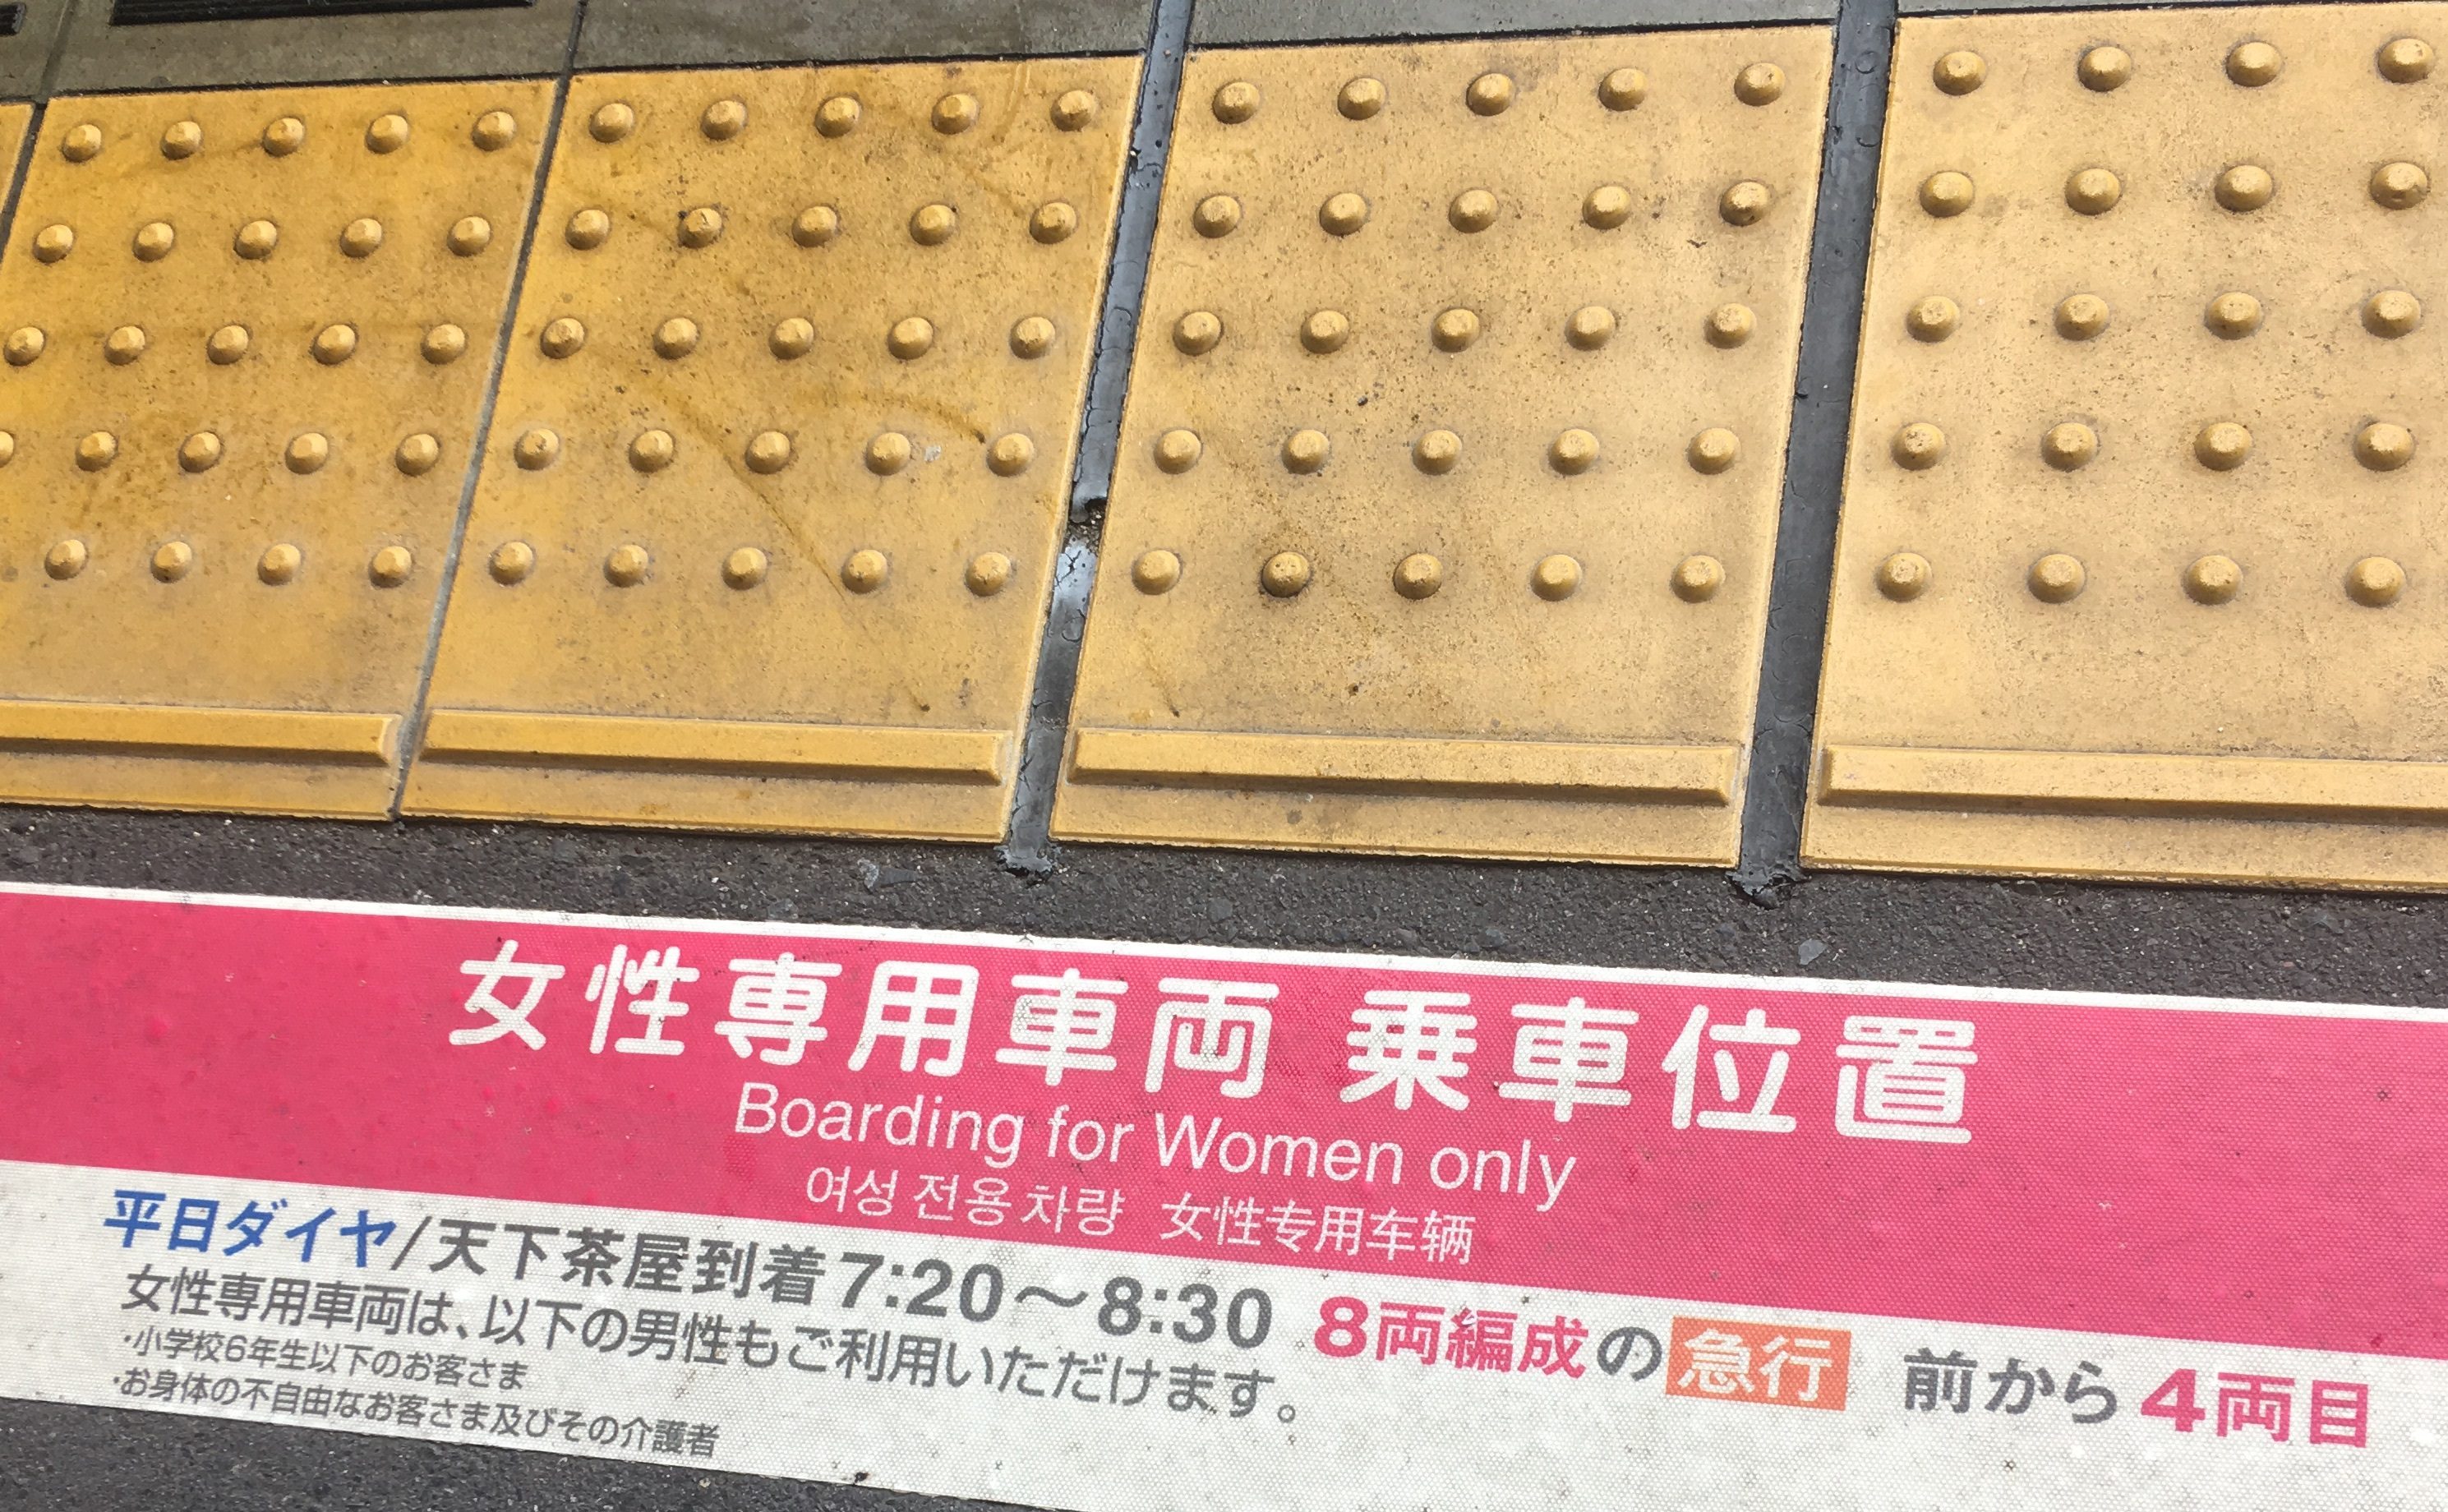 女性専用車両 乗車位置
Boarding for Women only
여성 전용 차량 女性专用车辆
平日ダイヤ/天下茶屋到着7:20〜8:30 8両編成の急行 前から4両目
女性専用車両は、以下の男性もご利用いただけます。
・小学校6年生以下のお客さま
・お身体の不自由なお客さま及びその介護者